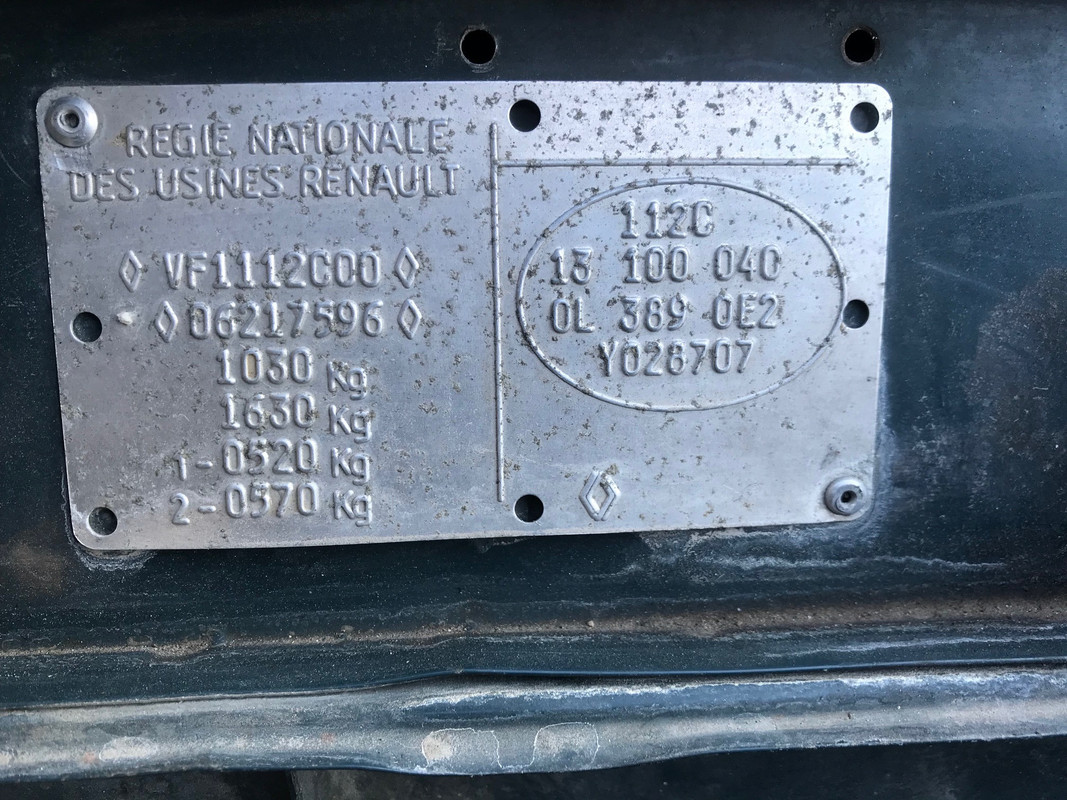 REGIE NATIONALE
DES USINES RENAULT
VF1112C00
06217596
1030 Kg
1630 Kg
1-0520 Kg
2-0570 Kg
112C
13 100 040
0L 389 0E2
Y028707